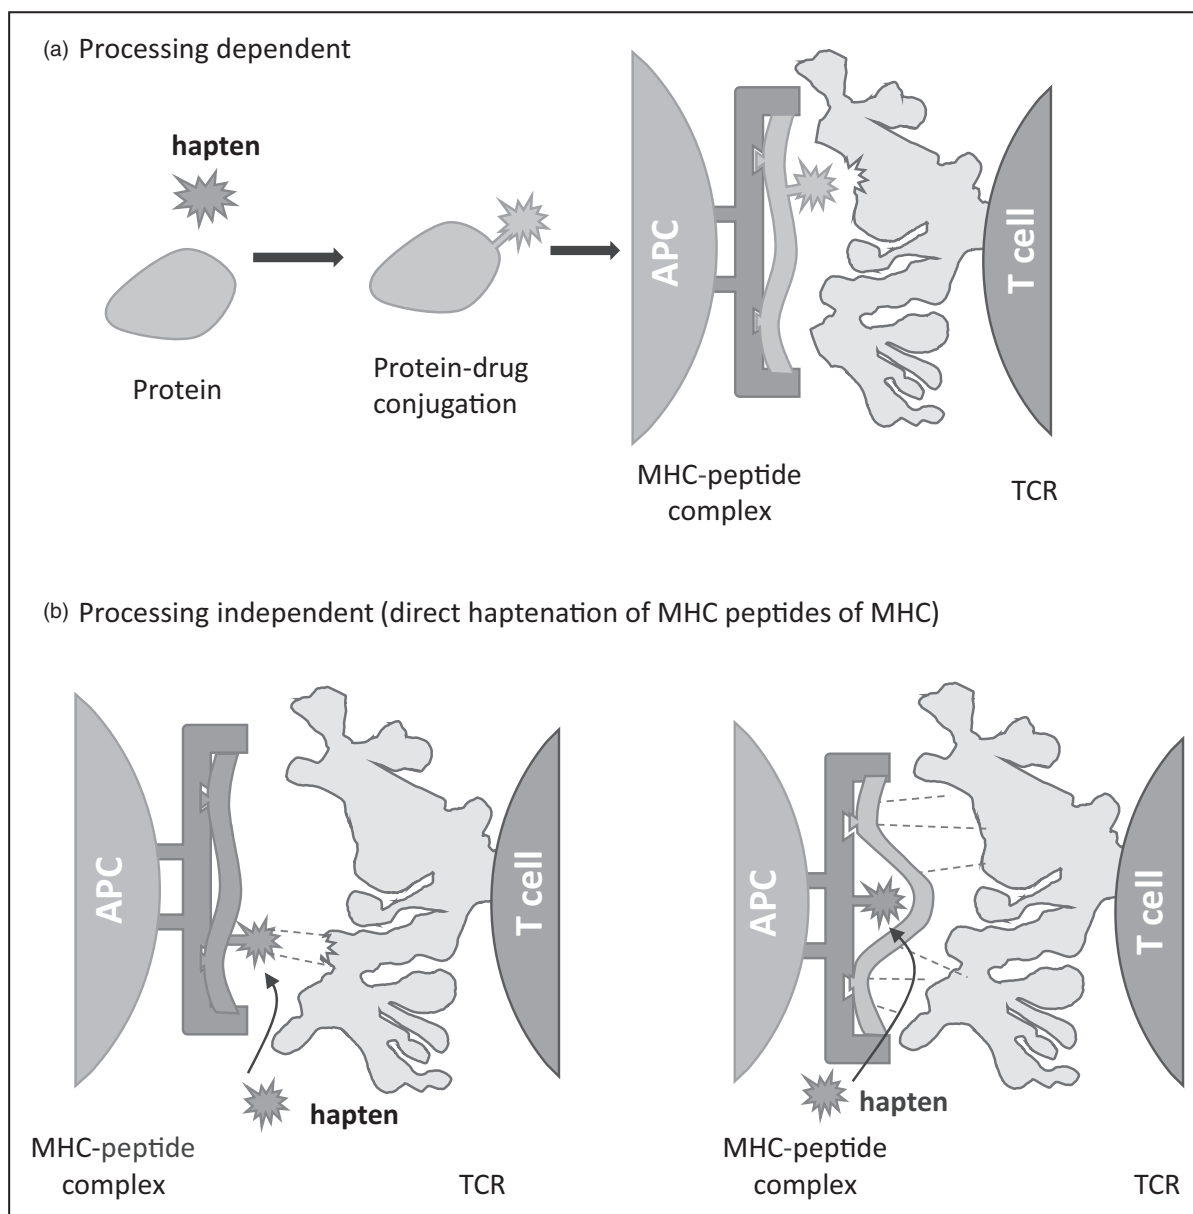 (a) Processing dependent
hapten
Protein
Protein-drug
conjugation
APC
T cell
MHC-peptide
complex
TCR
(b) Processing independent (direct haptenation of MHC peptides of MHC)
APC
T cell
hapten
MHC-peptide
complex
TCR
APC
T cell
hapten
MHC-peptide
complex
TCR